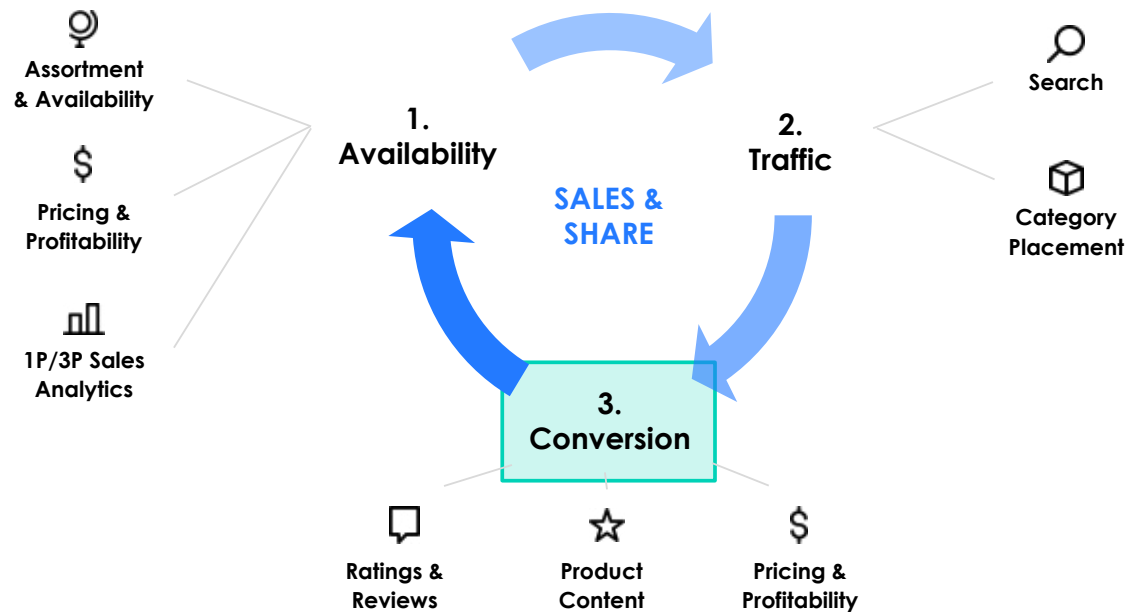 Assortment
& Availability
Pricing &
Profitability
1P/3P Sales
Analytics
1.
Availability
SALES &
SHARE
2.
Traffic
Search
Category
Placement
3.
Conversion
Ratings &
Reviews
Product
Content
Pricing &
Profitability